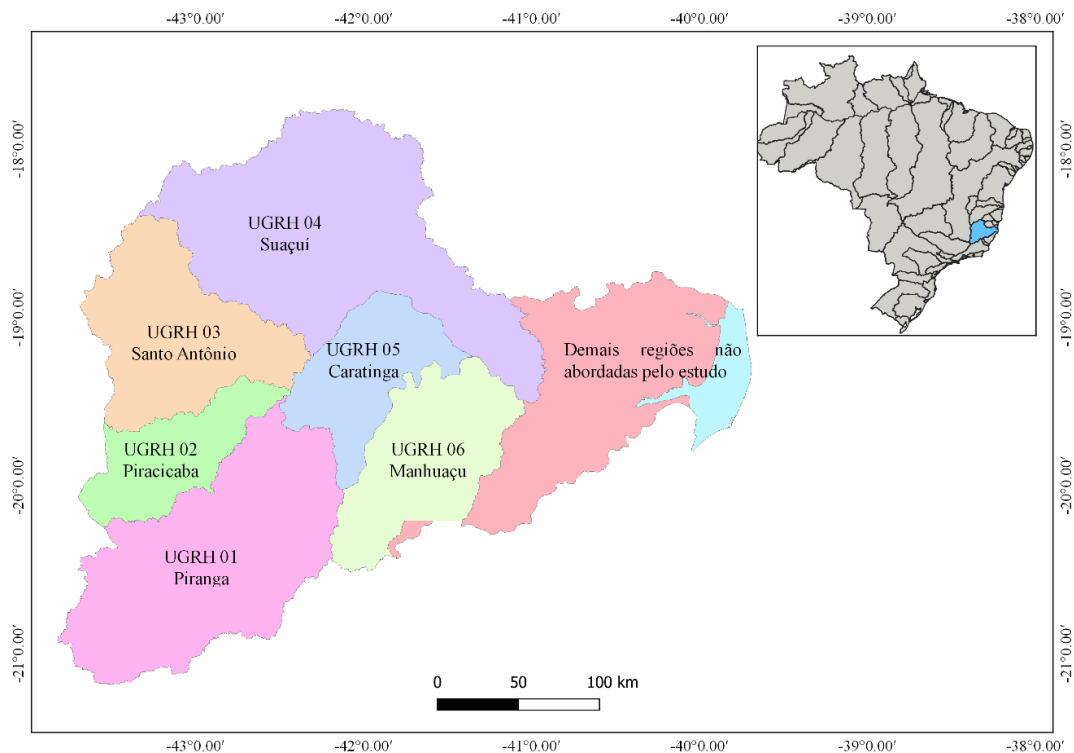 -43°0.00′ -42°0.00′ -41°0.00′ -40°0.00′ -39°0.00′ -38°0.00′
-18°0.00′ -18°0.00′
UGRH 04
Suaçuí
UGRH 03
Santo Antônio
-19°0.00′ -19°0.00′
UGRH 05
Caratinga
Demais regiões não
abordadas pelo estudo
UGRH 02
Piracicaba
UGRH 06
Manhuaçu
-20°0.00′ -20°0.00′
UGRH 01
Piranga
-21°0.00′ -21°0.00′
0 50 100 km
-43°0.00′ -42°0.00′ -41°0.00′ -40°0.00′ -39°0.00′ -38°0.00′